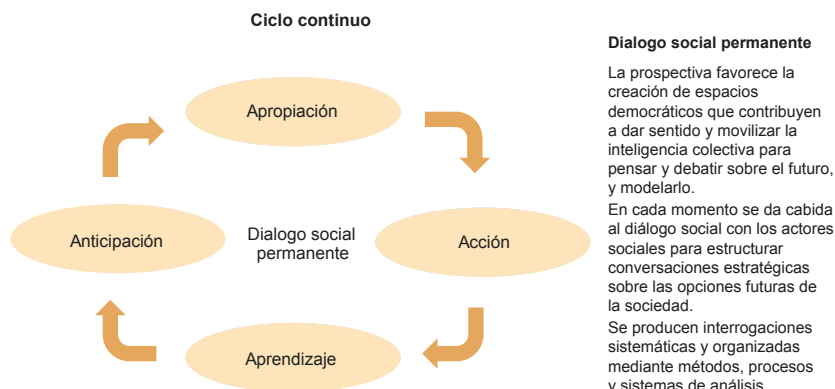 Ciclo continuo
Apropiación
Anticipación
Dialogo social
permanente
Acción
Aprendizaje
Dialogo social permanente
La prospectiva favorece la
creación de espacios
democráticos que contribuyen
a dar sentido y movilizar la
inteligencia colectiva para
pensar y debatir sobre el futuro,
y modelarlo.
En cada momento se da cabida
al diálogo social con los actores
sociales para estructurar
conversaciones estratégicas
sobre las opciones futuras de
la sociedad.
Se producen interrogaciones
sistemáticas y organizadas
mediante métodos, procesos
y sistemas de análisis